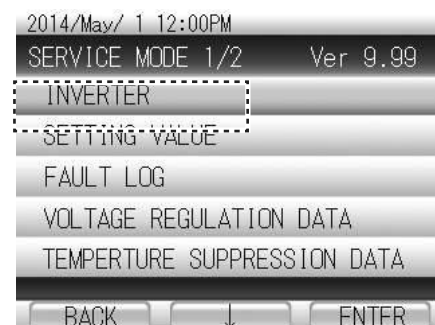 2014/May/ 1 12:00PM
SERVICE MODE 1/2 Ver 9.99
INVERTER
SETTING VALUE
FAULT LOG
VOLTAGE REGULATION DATA
TEMPERTURE SUPPRESSION DATA
BACK ↓ ENTER